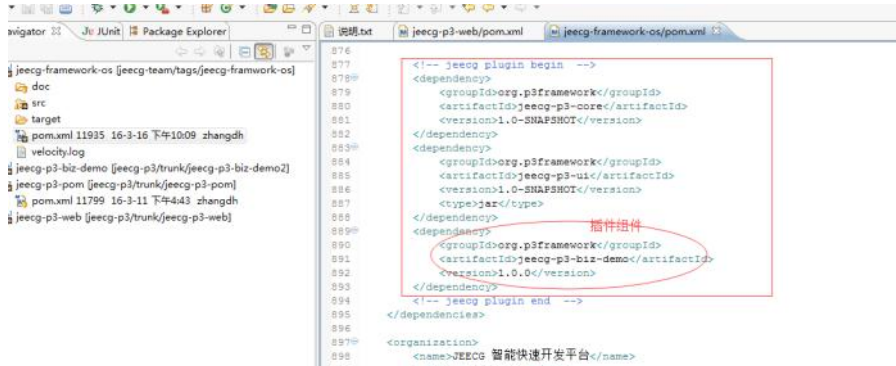 avigator
Ju JUnit
Package Explorer
说明.txt
jeecg-p3-web/pom.xml
jeecg-framework-os/pom.xml
jeecg-framework-os [jeecg-team/tags/jeecg-framwork-os]
doc
src
target
pom.xml 11935 16-3-16 下午10:09 zhangdh
velocity.log
jeecg-p3-biz-demo [jeecg-p3/trunk/jeecg-p3-biz-demo2]
jeecg-p3-pom [jeecg-p3/trunk/jeecg-p3-pom]
pom.xml 11799 16-3-11 下午4:43 zhangdh
jeecg-p3-web [jeecg-p3/trunk/jeecg-p3-web]
876
877 <!-- jeecg plugin begin -->
878 <dependency>
879 <groupId>org.p3framework</groupId>
880 <artifactId>jeecg-p3-core</artifactId>
881 <version>1.0-SNAPSHOT</version>
882 </dependency>
883 <dependency>
884 <groupId>org.p3framework</groupId>
885 <artifactId>jeecg-p3-ui</artifactId>
886 <version>1.0-SNAPSHOT</version>
887 <type>jar</type>
888 </dependency>
889 <dependency>
插件组件
890 <groupId>org.p3framework</groupId>
891 <artifactId>jeecg-p3-biz-demo</artifactId>
892 <version>1.0.0</version>
893 </dependency>
894 <!-- jeecg plugin end -->
895 </dependencies>
896
897 <organization>
898 <name>JEECG 智能快速开发平台</name>